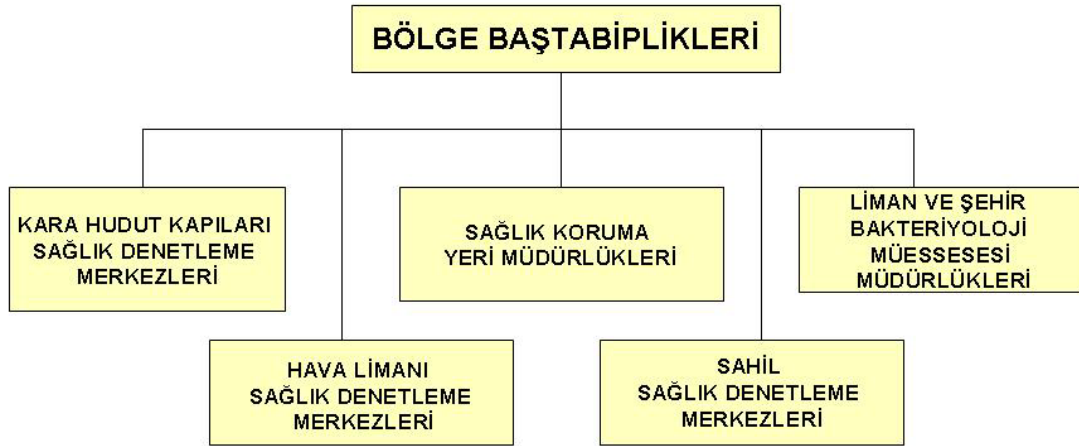 BÖLGE BAŞTABİPLİKLERİ
KARA HUDUT KAPILARI
SAĞLIK DENETLEME
MERKEZLERİ
SAĞLIK KORUMA
YERİ MÜDÜRLÜKLERİ
LİMAN VE ŞEHİR
BAKTERİYOLOJİ
MÜESSESESİ
MÜDÜRLÜKLERİ
HAVA LİMANI
SAĞLIK DENETLEME
MERKEZLERİ
SAHİL
SAĞLIK DENETLEME
MERKEZLERİ